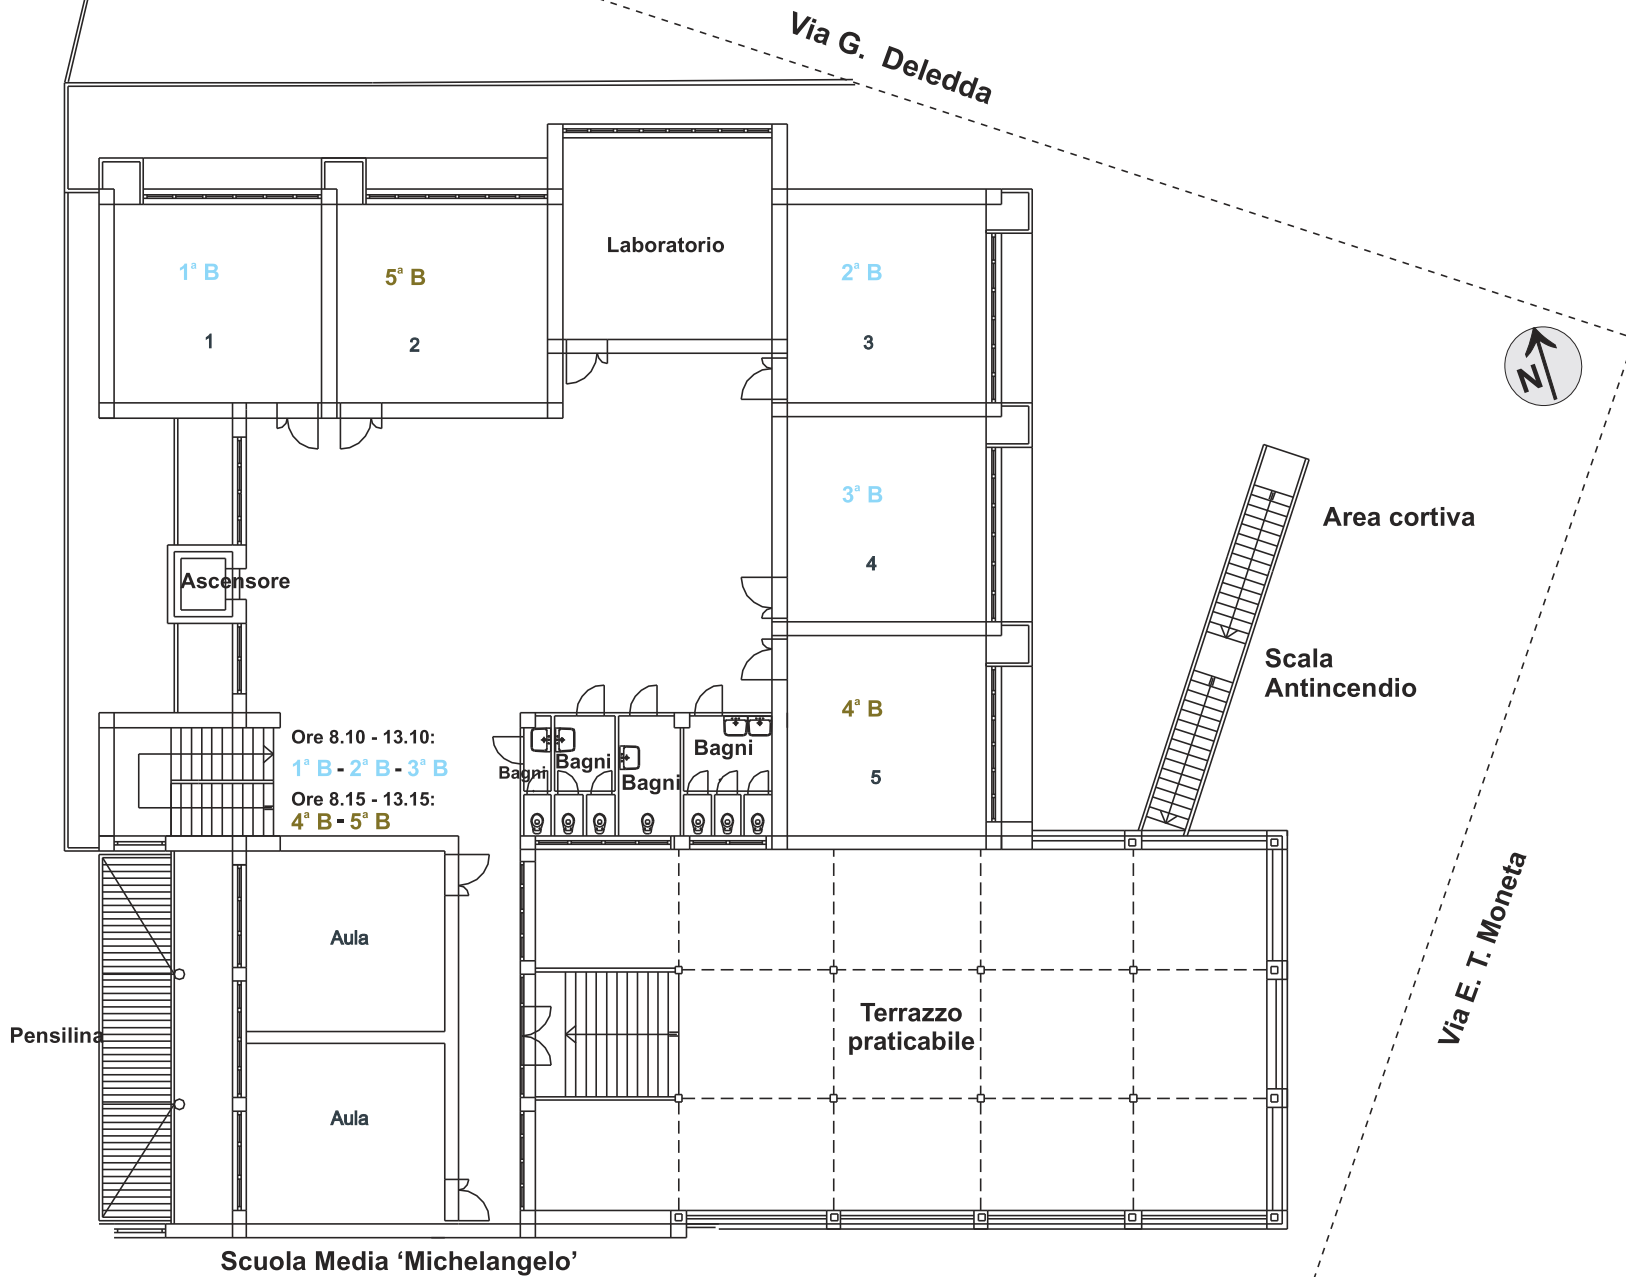 Via G. Deledda
Laboratorio
1ª B
5ª B
2ª B
1
2
3
N
3ª B
Area cortiva
4
Ascensore
Scala
Antincendio
4ª B
Ore 8.10 - 13.10:
1ª B - 2ª B - 3ª B
Ore 8.15 - 13.15:
4ª B - 5ª B
Bagni
Bagni
Bagni
Bagni
5
Via E. T. Moneta
Aula
Terrazzo
praticabile
Pensilina
Aula
Scuola Media ‘Michelangelo’